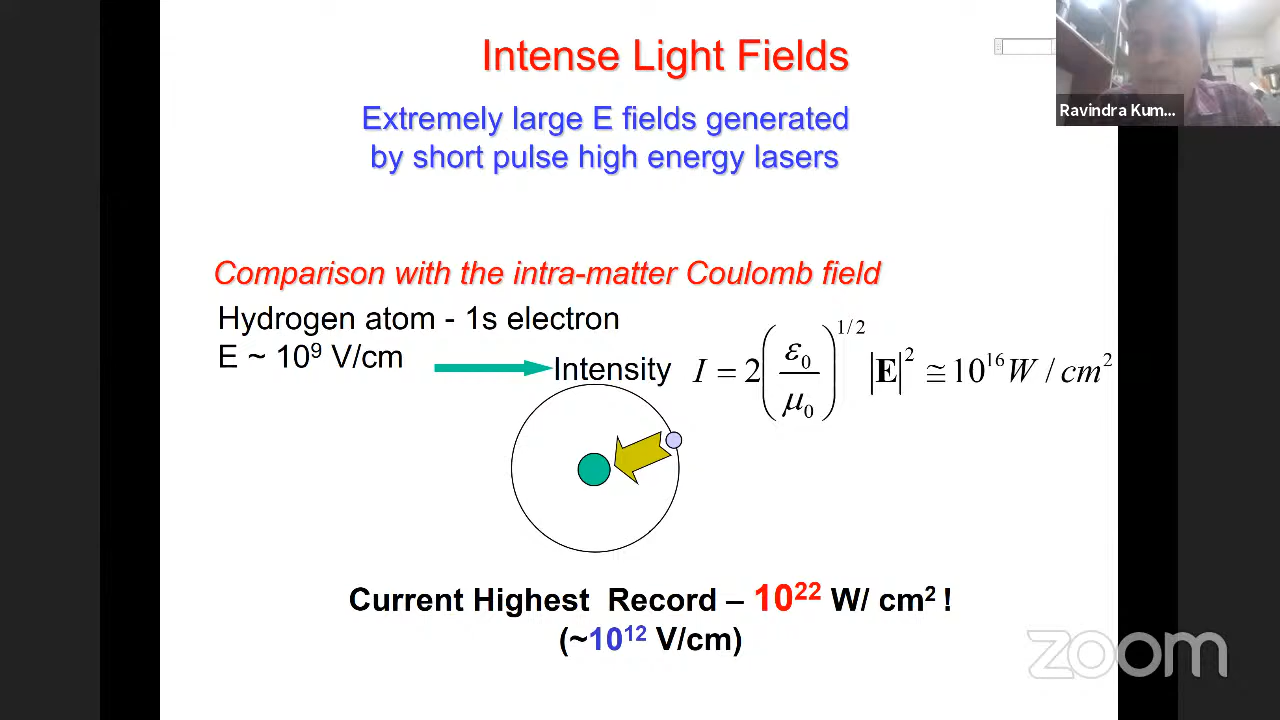 Intense Light Fields
Extremely large E fields generated
by short pulse high energy lasers
Ravindra Kum...
Comparison with the intra-matter Coulomb field
Hydrogen atom - 1s electron
E ~ 10⁹ V/cm
Intensity I = 2(ε₀/μ₀)^1/2 |E|² ≅ 10¹⁶ W / cm²
Current Highest Record – 10²² W/ cm² !
(~10¹² V/cm)
zoom